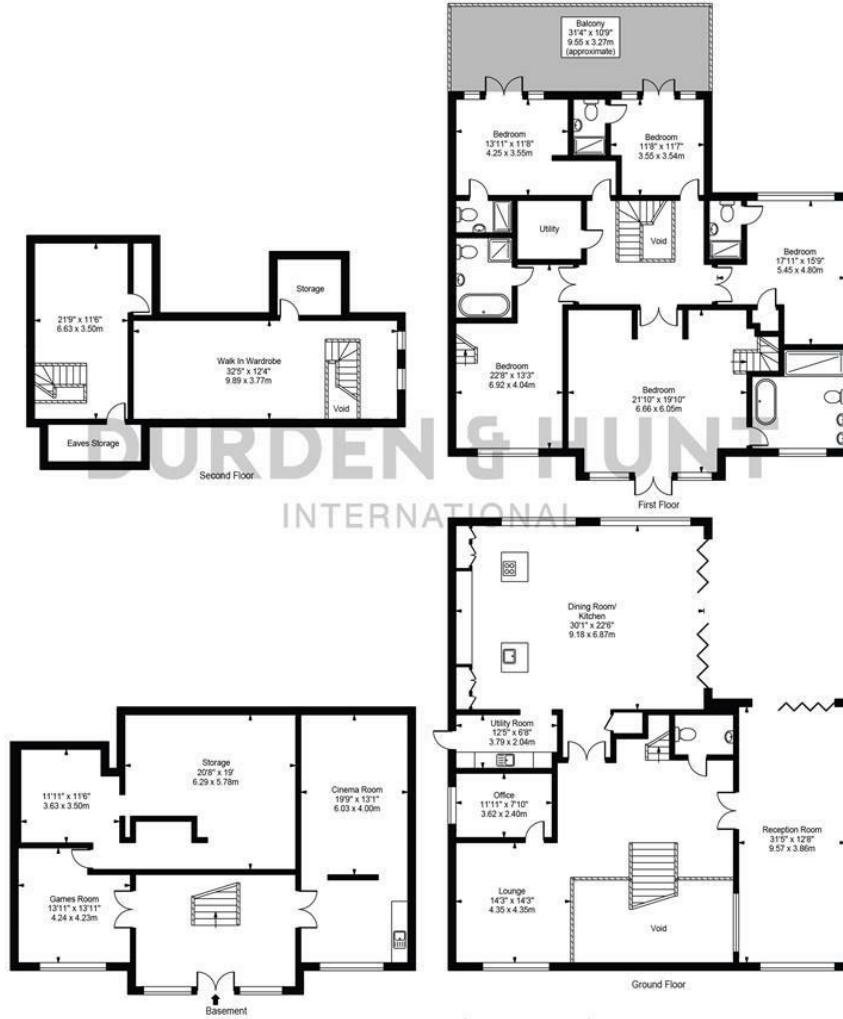 Balcony
31'4" x 10'9"
9.55 x 3.27m
(approximate)
Bedroom
13'11" x 11'8"
4.25 x 3.55m
Bedroom
11'8" x 11'7"
3.55 x 3.54m
Utility
Void
Bedroom
17'11" x 15'9"
5.45 x 4.80m
Bedroom
22'8" x 13'3"
6.92 x 4.04m
Bedroom
21'10" x 19'10"
6.66 x 6.05m
First Floor
21'9" x 11'6"
6.63 x 3.50m
Storage
Walk In Wardrobe
32'5" x 12'4"
9.89 x 3.77m
Void
Eaves Storage
Second Floor
DURDEN & HUNT
INTERNATIONAL
Dining Room/
Kitchen
30'1" x 22'6"
9.18 x 6.87m
Utility Room
12'5" x 6'8"
3.79 x 2.04m
Office
11'11" x 7'10"
3.62 x 2.40m
Lounge
14'3" x 14'3"
4.35 x 4.35m
Void
Reception Room
31'5" x 12'8"
9.57 x 3.86m
Ground Floor
Storage
20'8" x 19'
6.29 x 5.78m
11'11" x 11'6"
3.63 x 3.50m
Cinema Room
19'9" x 13'1"
6.03 x 4.00m
Games Room
13'11" x 13'11"
4.24 x 4.23m
Basement